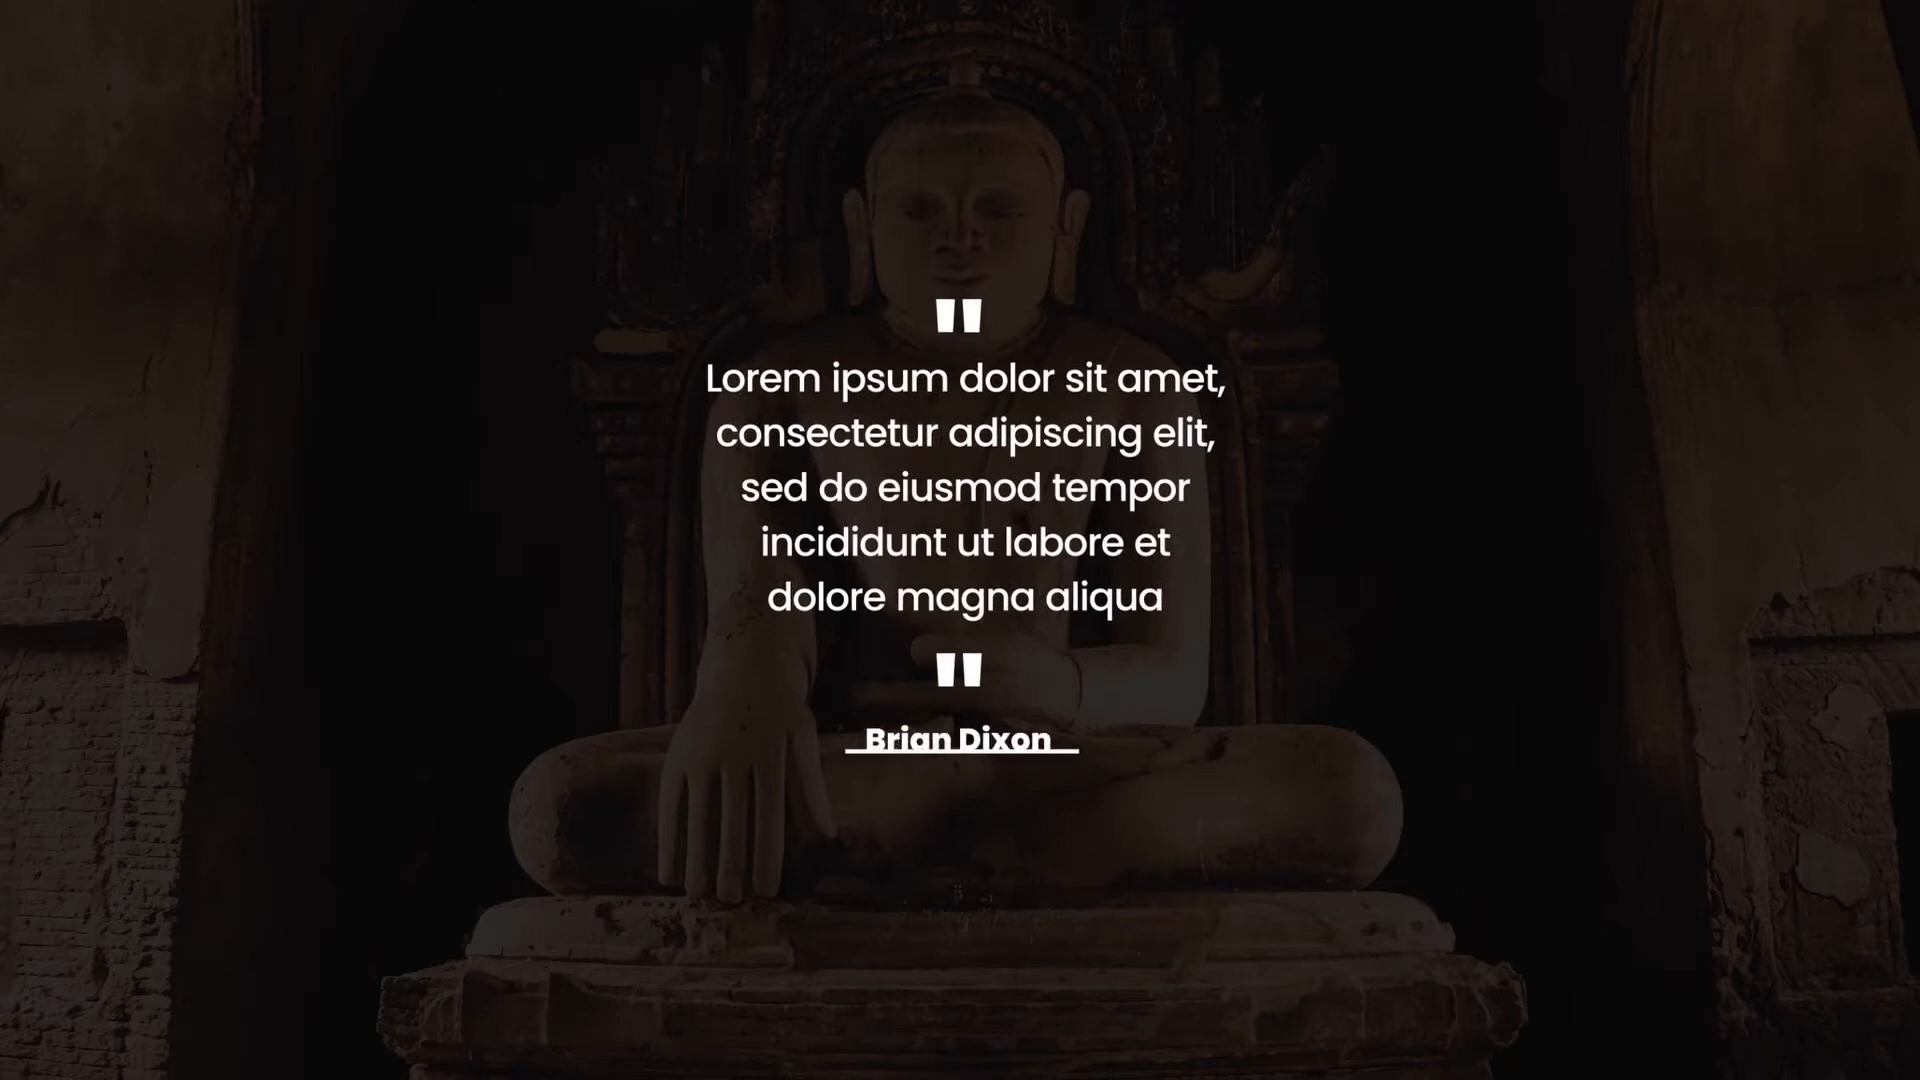 "
Lorem ipsum dolor sit amet,
consectetur adipiscing elit,
sed do eiusmod tempor
incididunt ut labore et
dolore magna aliqua
"
Brian Dixon